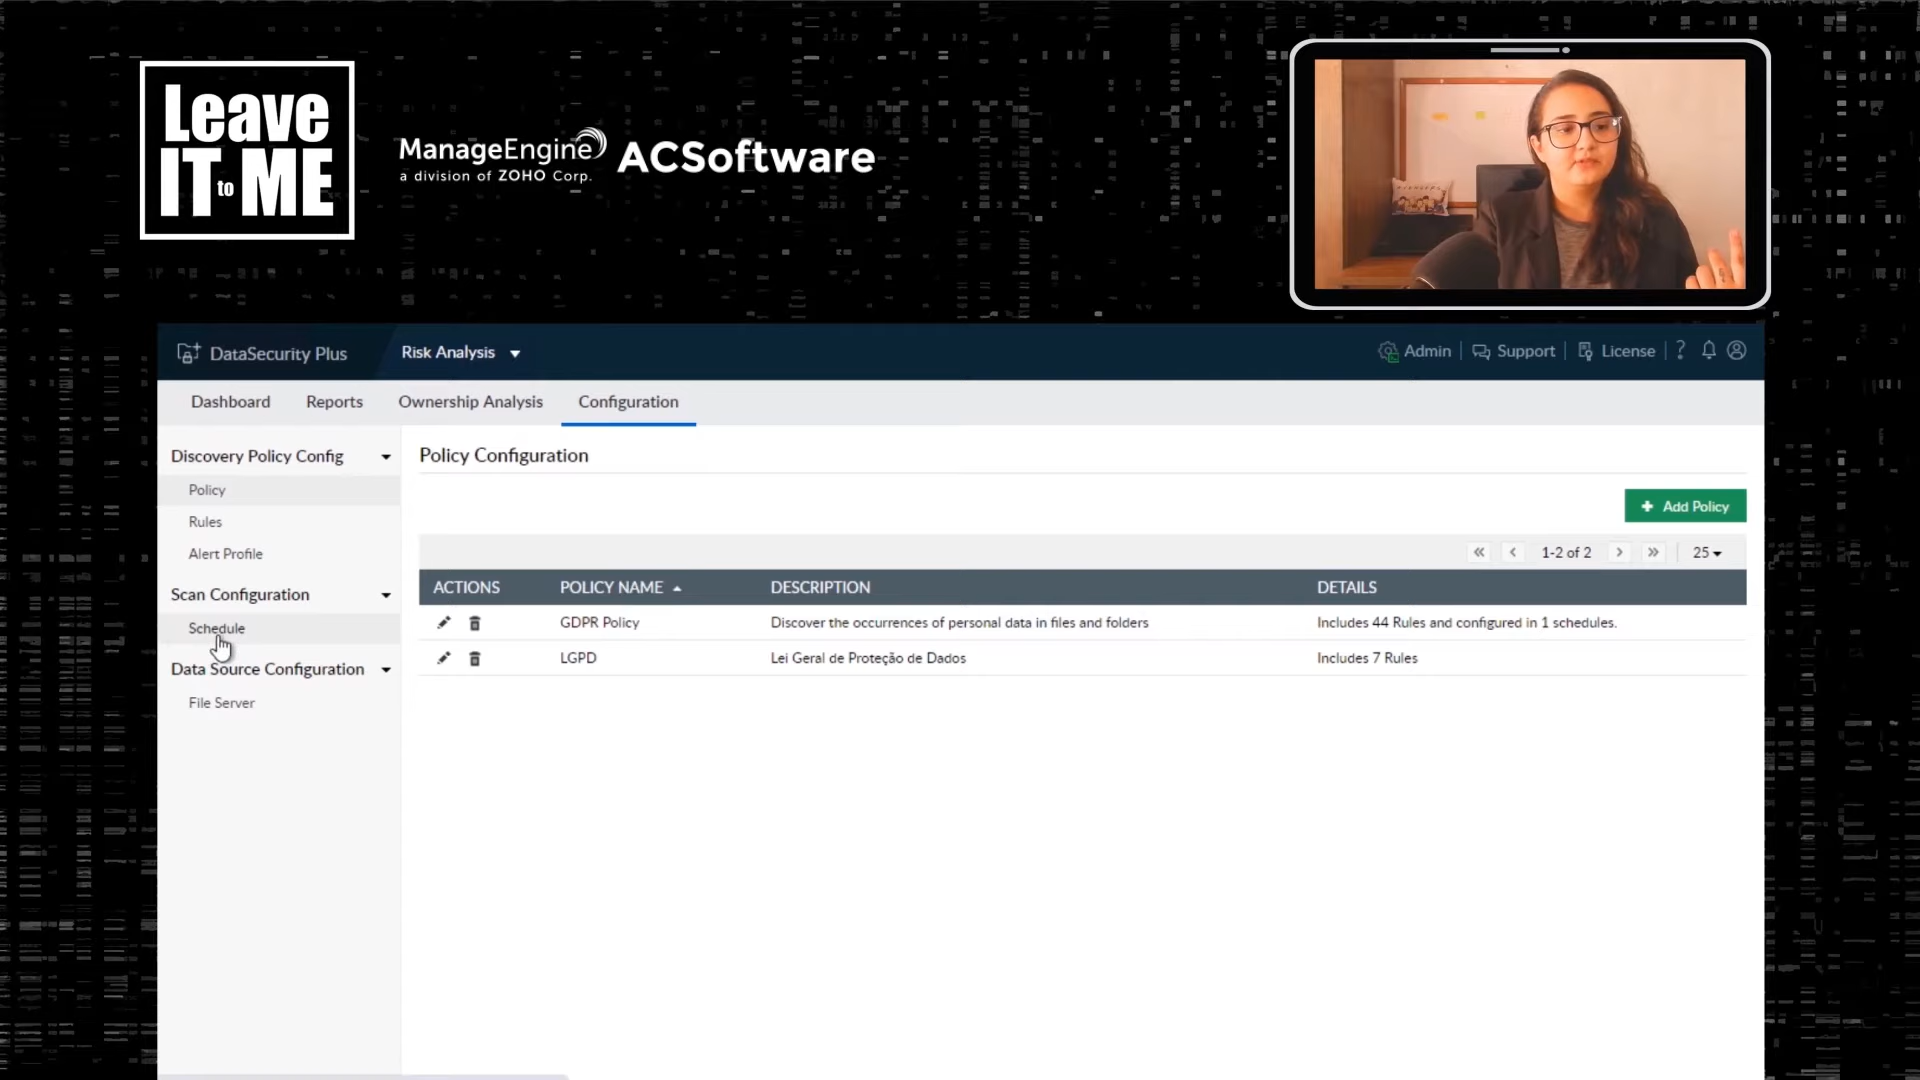 Leave
IT to ME
ManageEngine
a division of ZOHO Corp.
ACSoftware
DataSecurity Plus
Risk Analysis
Admin
Support
License
?
Dashboard
Reports
Ownership Analysis
Configuration
Discovery Policy Config
Policy
Rules
Alert Profile
Scan Configuration
Schedule
Data Source Configuration
File Server
Policy Configuration
+ Add Policy
« ‹ 1-2 of 2 › » 25
ACTIONS POLICY NAME DESCRIPTION DETAILS
GDPR Policy Discover the occurrences of personal data in files and folders Includes 44 Rules and configured in 1 schedules.
LGPD Lei Geral de Proteção de Dados Includes 7 Rules